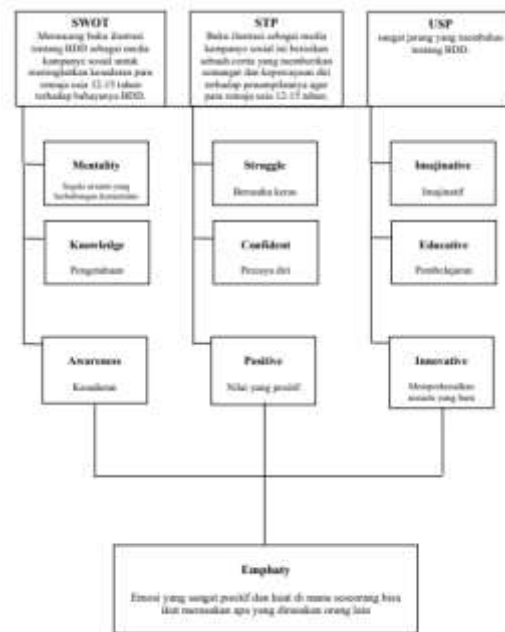 SWOT
Merancang buku ilustrasi
tentang BDD sebagai media
kampanye sosial untuk
meningkatkan kesadaran para
remaja usia 12-15 tahun
terhadap bahayanya BDD.
STP
Buku ilustrasi sebagai media
kampanye sosial ini berisikan
sebuah cerita yang memberikan
semangat dan kepercayaan diri
terhadap penampilannya agar
para remaja usia 12-15 tahun.
USP
sangat jarang yang membahas
tentang BDD.
Mentality
Segala sesuatu yang
berhubungan
Struggle
Berusaha keras
Imajinative
Imajinatif
Knowledge
Pengetahuan
Confident
Percaya diri
Educative
Pembelajaran
Awareness
Kesadaran
Positive
Nilai yang positif
Innovative
Memperkenalkan
sesuatu yang baru
Emphaty
Emosi yang sangat positif dan kuat di mana seseorang bisa
ikut merasakan apa yang dirasakan orang lain